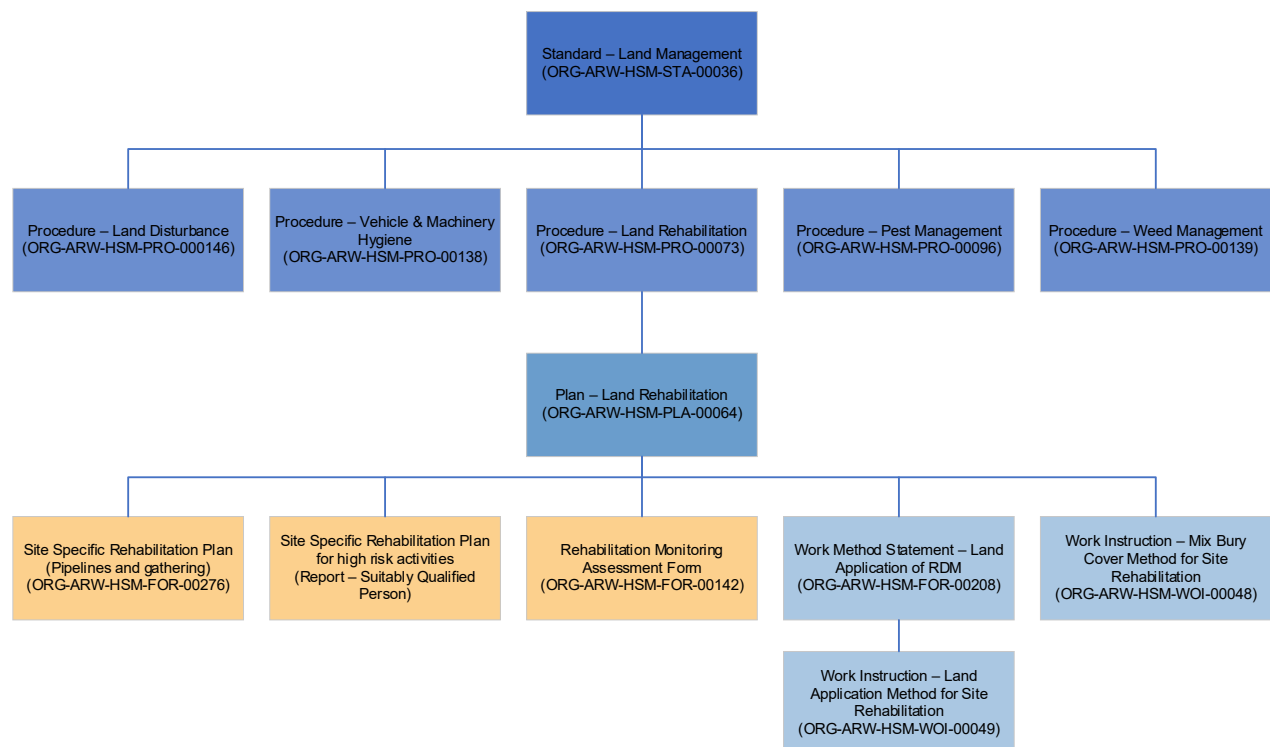 Standard – Land Management
(ORG-ARW-HSM-STA-00036)
Procedure – Land Disturbance
(ORG-ARW-HSM-PRO-000146)
Procedure – Vehicle & Machinery
Hygiene
(ORG-ARW-HSM-PRO-00138)
Procedure – Land Rehabilitation
(ORG-ARW-HSM-PRO-00073)
Procedure – Pest Management
(ORG-ARW-HSM-PRO-00096)
Procedure – Weed Management
(ORG-ARW-HSM-PRO-00139)
Plan – Land Rehabilitation
(ORG-ARW-HSM-PLA-00064)
Site Specific Rehabilitation Plan
(Pipelines and gathering)
(ORG-ARW-HSM-FOR-00276)
Site Specific Rehabilitation Plan
for high risk activities
(Report – Suitably Qualified
Person)
Rehabilitation Monitoring
Assessment Form
(ORG-ARW-HSM-FOR-00142)
Work Method Statement – Land
Application of RDM
(ORG-ARW-HSM-FOR-00208)
Work Instruction – Mix Bury
Cover Method for Site
Rehabilitation
(ORG-ARW-HSM-WOI-00048)
Work Instruction – Land
Application Method for Site
Rehabilitation
(ORG-ARW-HSM-WOI-00049)